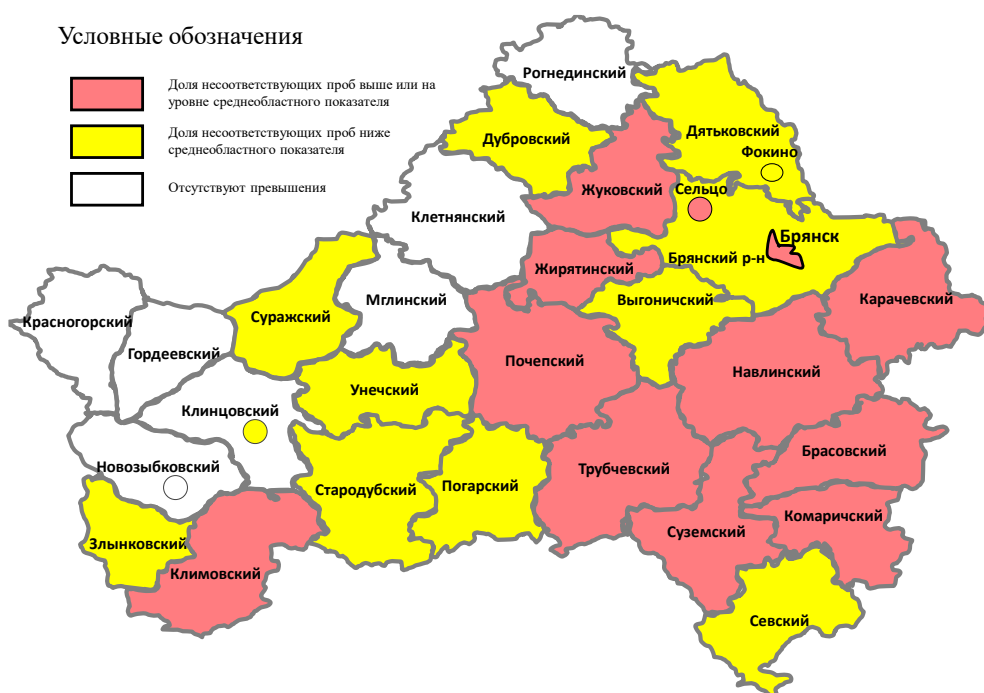 Условные обозначения
Доля несоответствующих проб выше или на
уровне среднеобластного показателя
Доля несоответствующих проб ниже
среднеобластного показателя
Отсутствуют превышения
Рогнединский
Дубровский
Дятьковский
Фокино
Жуковский
Сельцо
Клетнянский
Брянск
Брянский р-н
Жирятинский
Выгоничский
Карачевский
Мглинский
Суражский
Красногорский
Гордеевский
Почепский
Навлинский
Унечский
Клинцовский
Новозыбковский
Брасовский
Трубчевский
Стародубский
Погарский
Комаричский
Суземский
Злынковский
Климовский
Севский